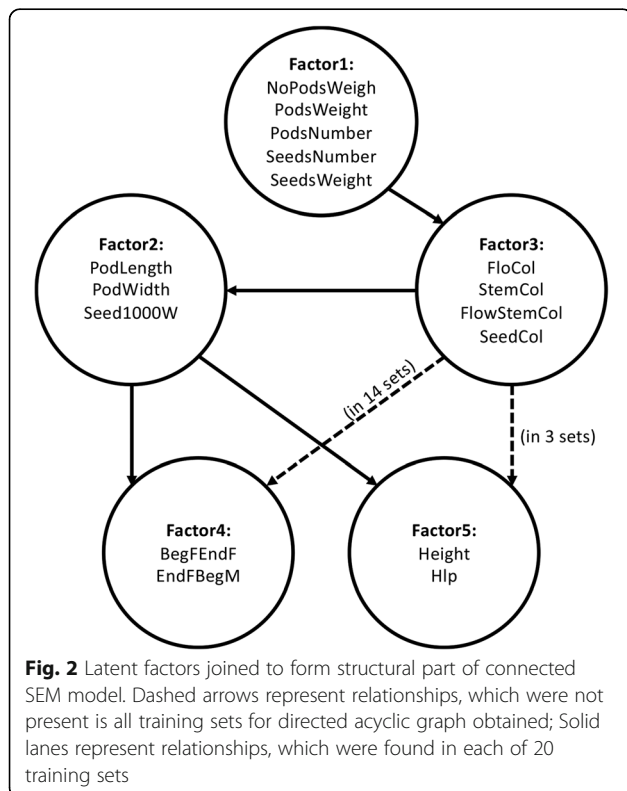 Factor1:
NoPodsWeigh
PodsWeight
PodsNumber
SeedsNumber
SeedsWeight
Factor2:
PodLength
PodWidth
Seed1000W
Factor3:
FloCol
StemCol
FlowStemCol
SeedCol
(in 14 sets)
(in 3 sets)
Factor4:
BegFEndF
EndFBegM
Factor5:
Height
Hlp
Fig. 2 Latent factors joined to form structural part of connected
SEM model. Dashed arrows represent relationships, which were not
present is all training sets for directed acyclic graph obtained; Solid
lanes represent relationships, which were found in each of 20
training sets